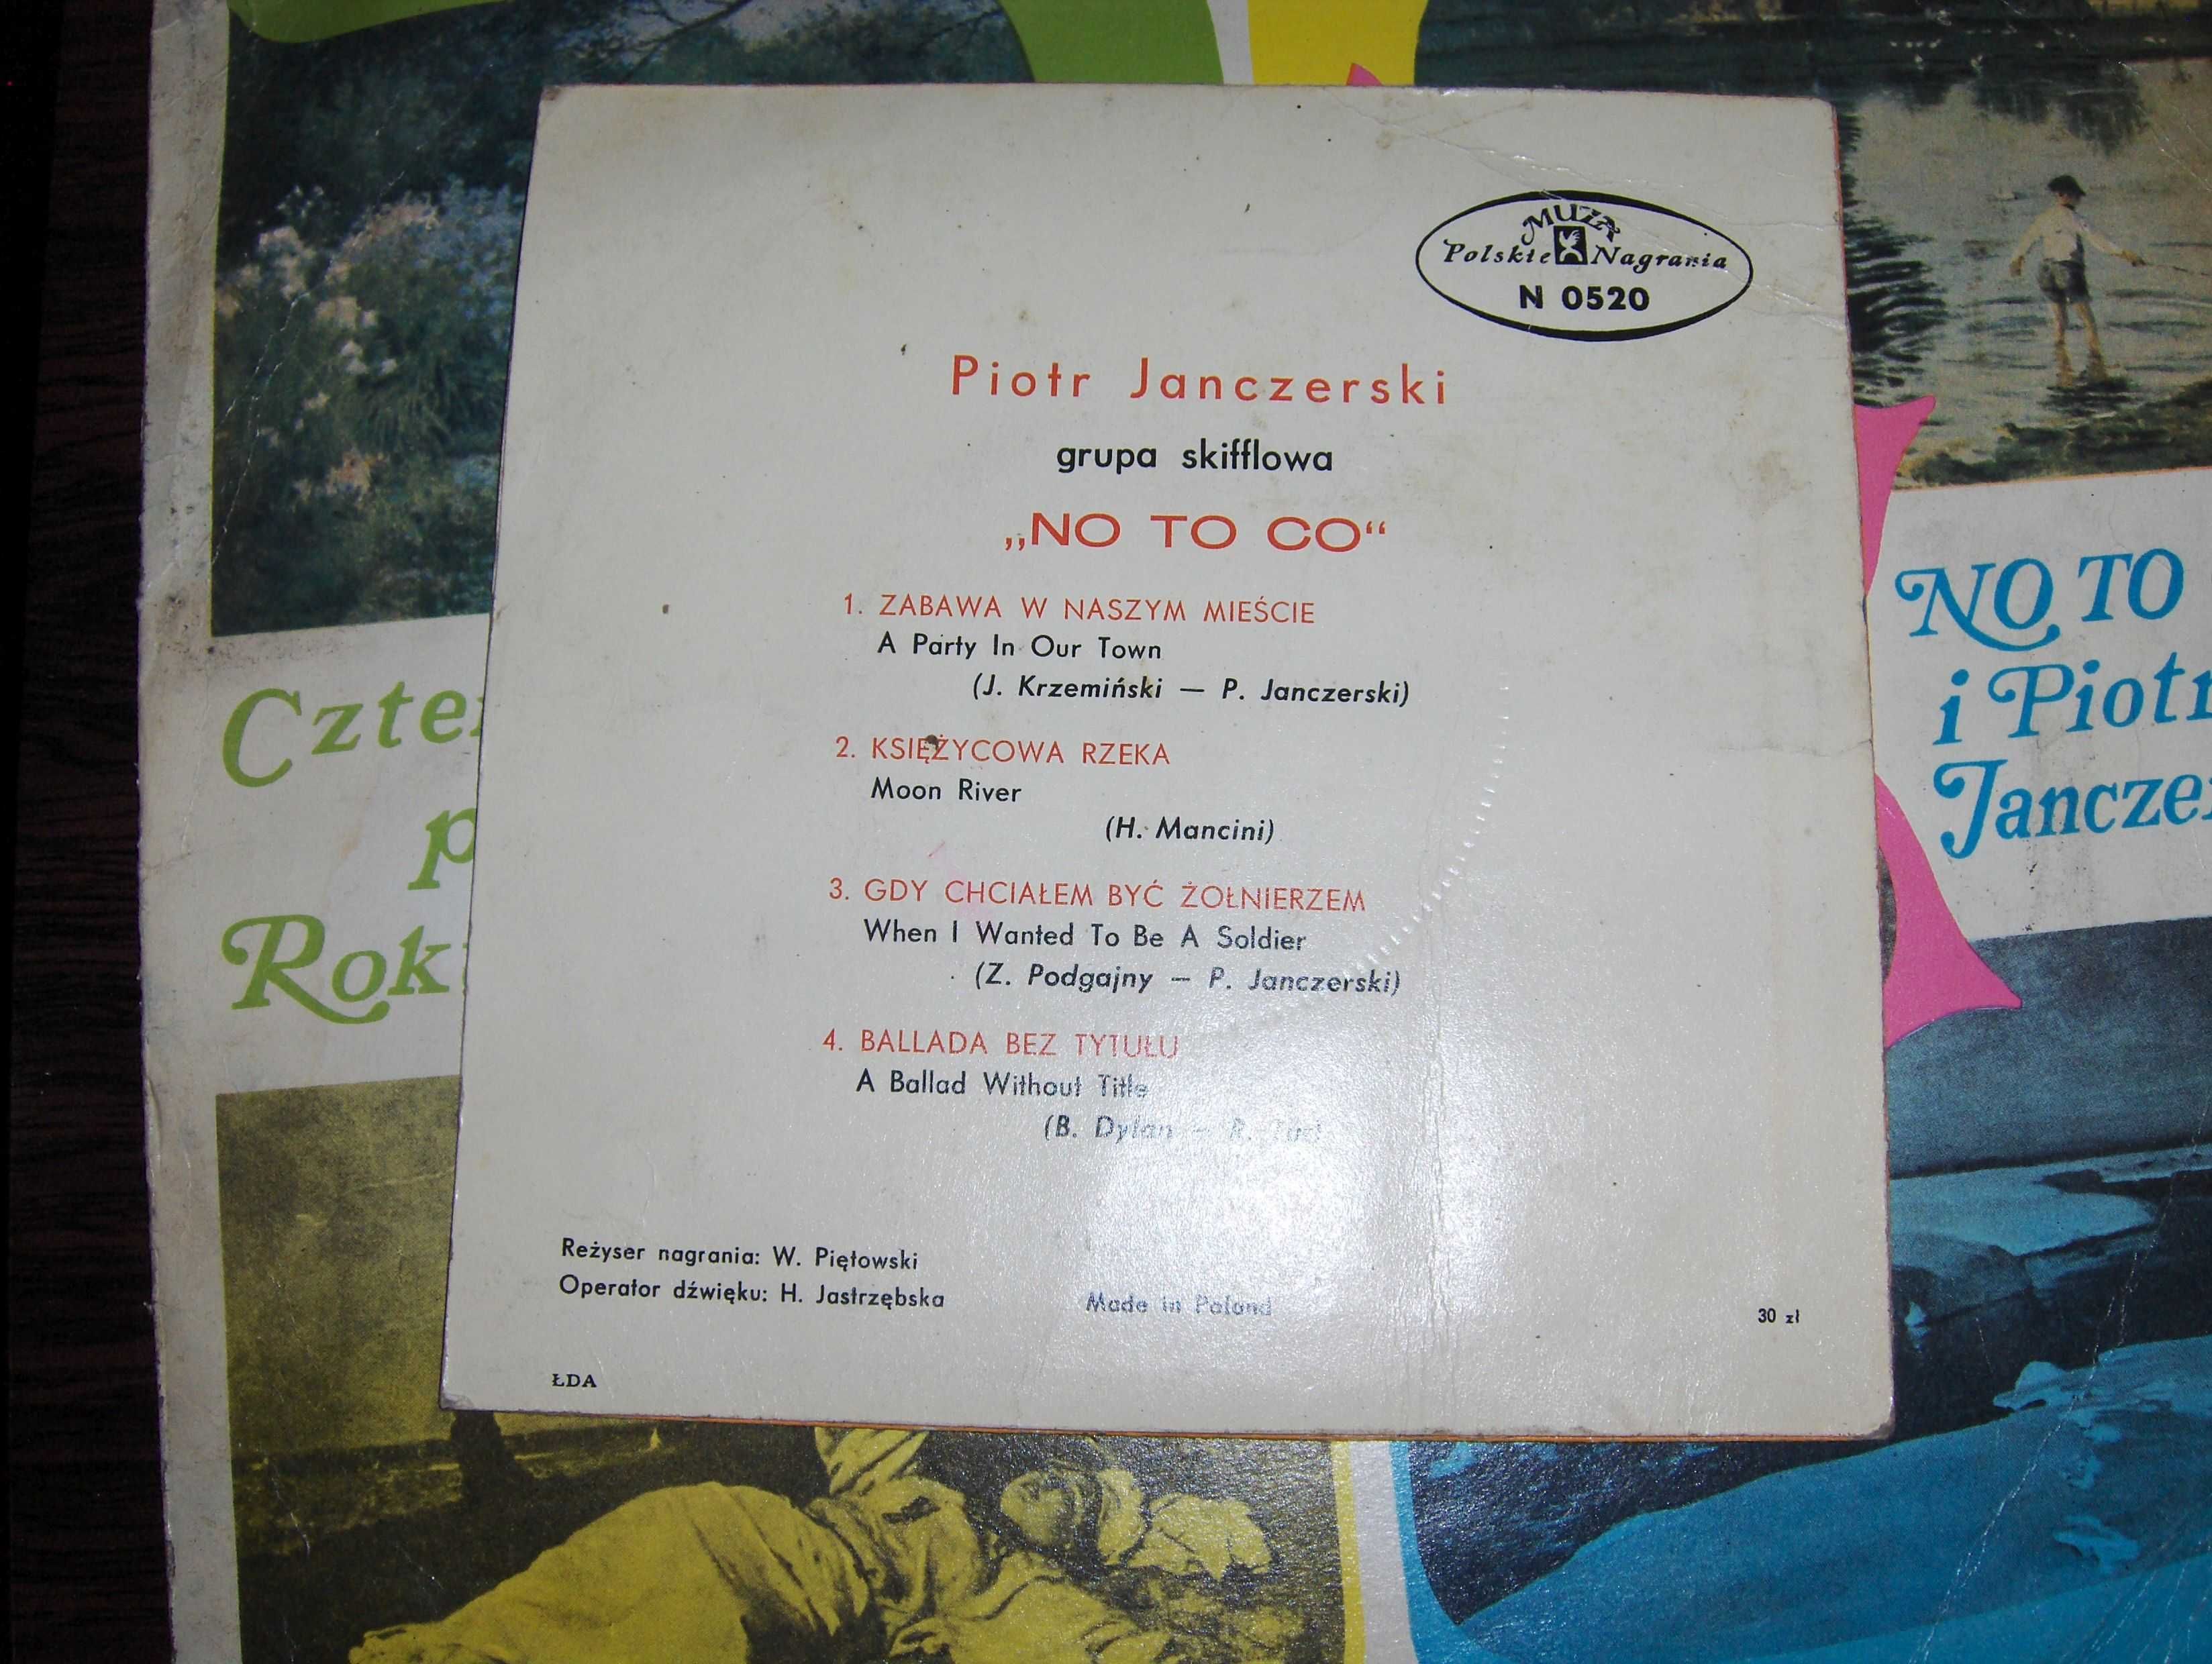 MUZA
Polskie Nagrania
N 0520
Piotr Janczerski
grupa skifflowa
„NO TO CO“
1. ZABAWA W NASZYM MIEŚCIE
A Party In Our Town
(J. Krzemiński — P. Janczerski)
2. KSIĘŻYCOWA RZEKA
Moon River
(H. Mancini)
3. GDY CHCIAŁEM BYĆ ŻOŁNIERZEM
When I Wanted To Be A Soldier
(Z. Podgajny — P. Janczerski)
4. BALLADA BEZ TYTUŁU
A Ballad Without Title
(B. Dylan — R.
Reżyser nagrania: W. Piętowski
Operator dźwięku: H. Jastrzębska
Made in Poland
30 zł
ŁDA
NO TO
i Piotr